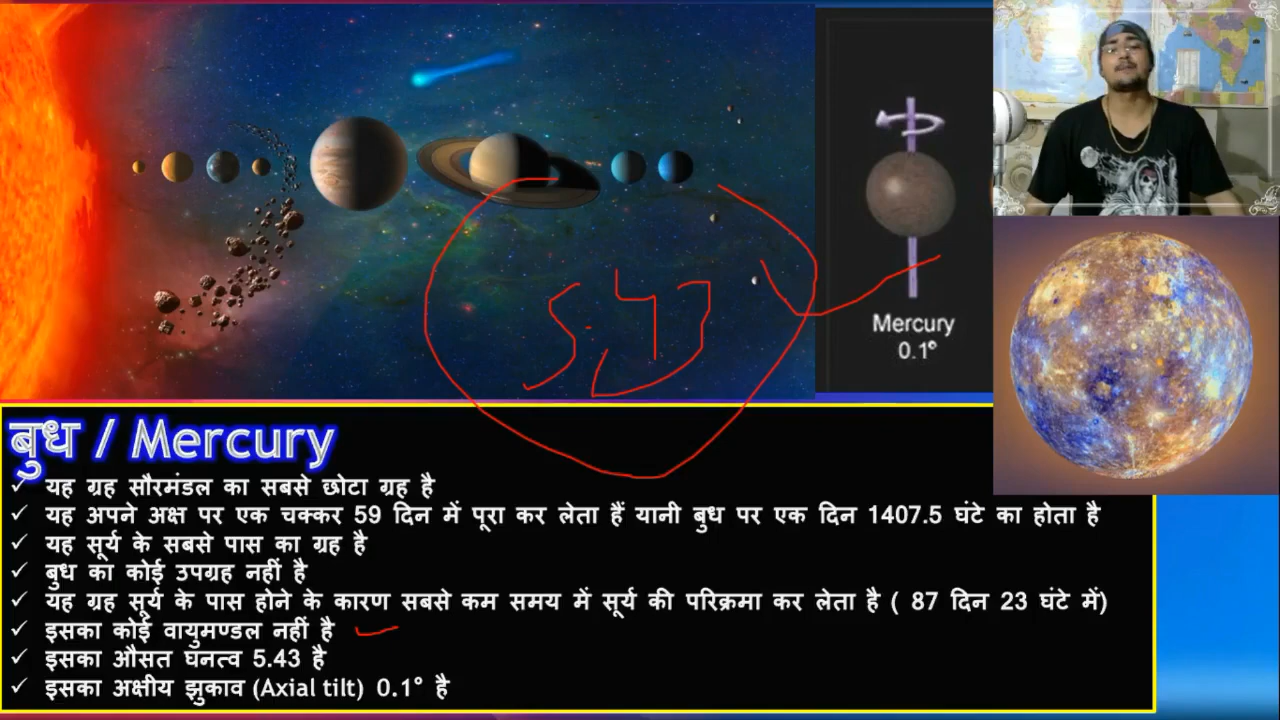 5.43
Mercury
0.1°
बुध / Mercury
✓ यह ग्रह सौरमंडल का सबसे छोटा ग्रह है
✓ यह अपने अक्ष पर एक चक्कर 59 दिन में पूरा कर लेता हैं यानी बुध पर एक दिन 1407.5 घंटे का होता है
✓ यह सूर्य के सबसे पास का ग्रह है
✓ बुध का कोई उपग्रह नहीं है
✓ यह ग्रह सूर्य के पास होने के कारण सबसे कम समय में सूर्य की परिक्रमा कर लेता है ( 87 दिन 23 घंटे में)
✓ इसका कोई वायुमण्डल नहीं है
✓ इसका औसत घनत्व 5.43 है
✓ इसका अक्षीय झुकाव (Axial tilt) 0.1° है